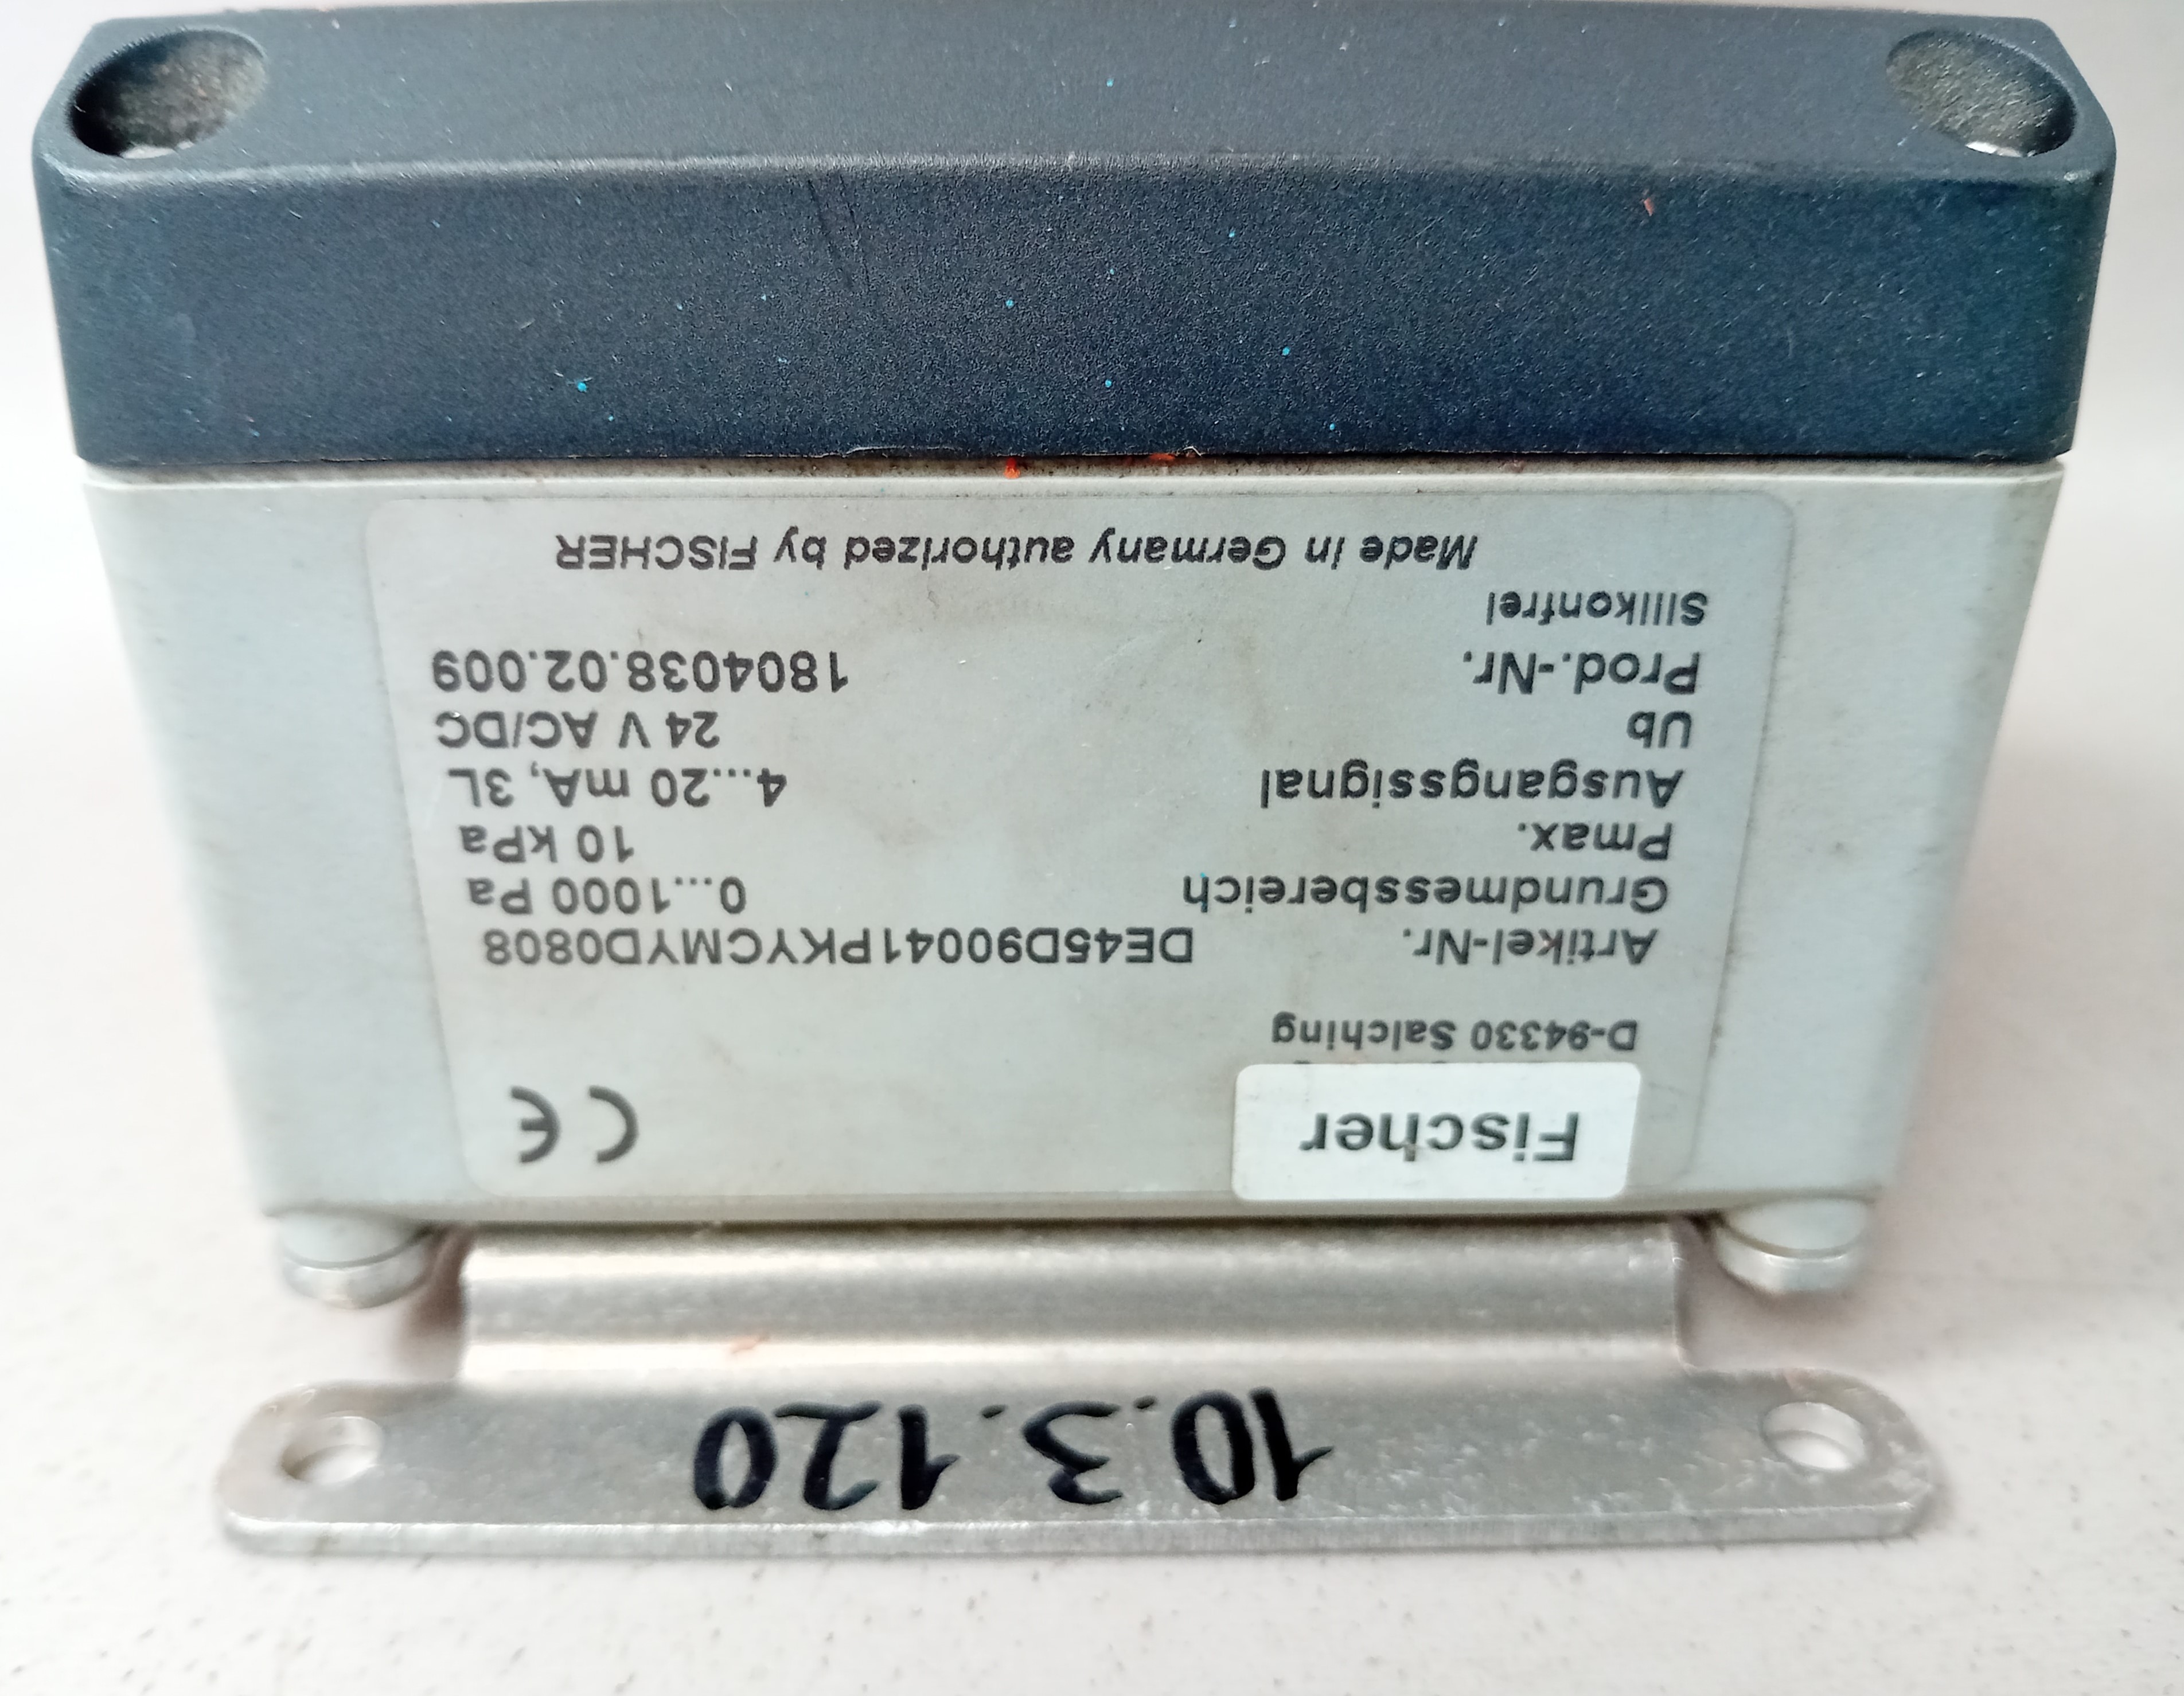 10.3.120
Fischer
CE
D-94330 Salching
Artikel-Nr. DE45D90041PKYCMYD0808
Grundmessbereich 0...1000 Pa
Pmax. 10 kPa
Ausgangssignal 4...20 mA, 3L
Ub 24 V AC/DC
Prod.-Nr. 1804038.02.009
Silikonfrei
Made in Germany authorized by FISCHER